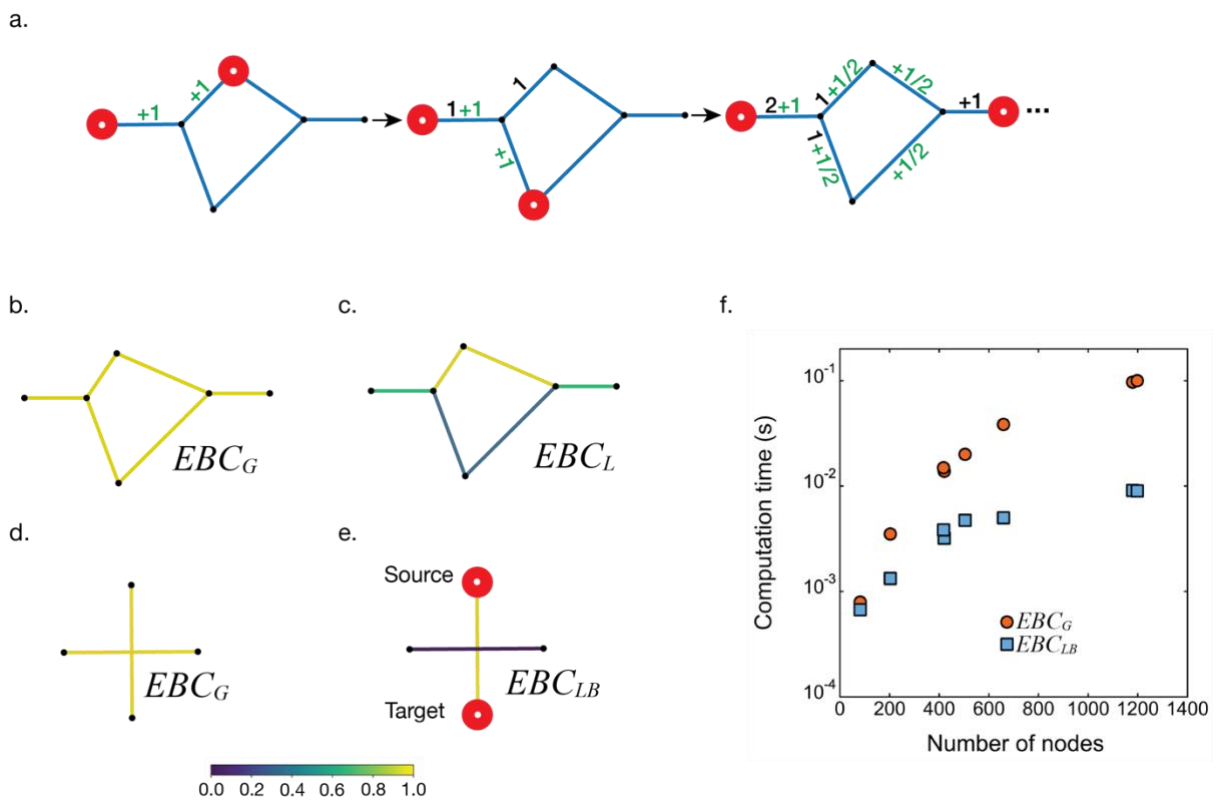 a.
+1
+1
1+1
1
+1
2+1
1
+1/2
+1/2
1
+1/2
+1/2
+1
...
b.
c.
f.
EBC_G
EBC_L
d.
e.
EBC_G
Source
Target
EBC_LB
0.0 0.2 0.4 0.6 0.8 1.0
Computation time (s)
10^-1
10^-2
10^-3
10^-4
EBC_G
EBC_LB
0 200 400 600 800 1000 1200 1400
Number of nodes